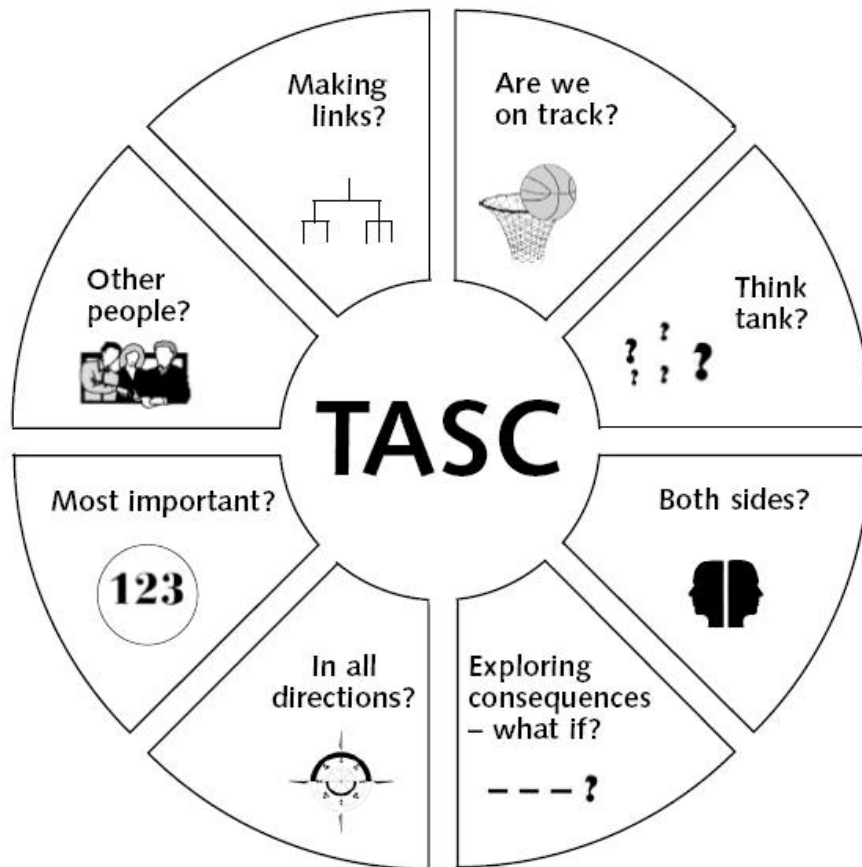 Making
links?
Are we
on track?
Think
tank?
? ? ? ? ?
Both sides?
Exploring
consequences
– what if?
– – – ?
In all
directions?
Most important?
123
Other
people?
TASC